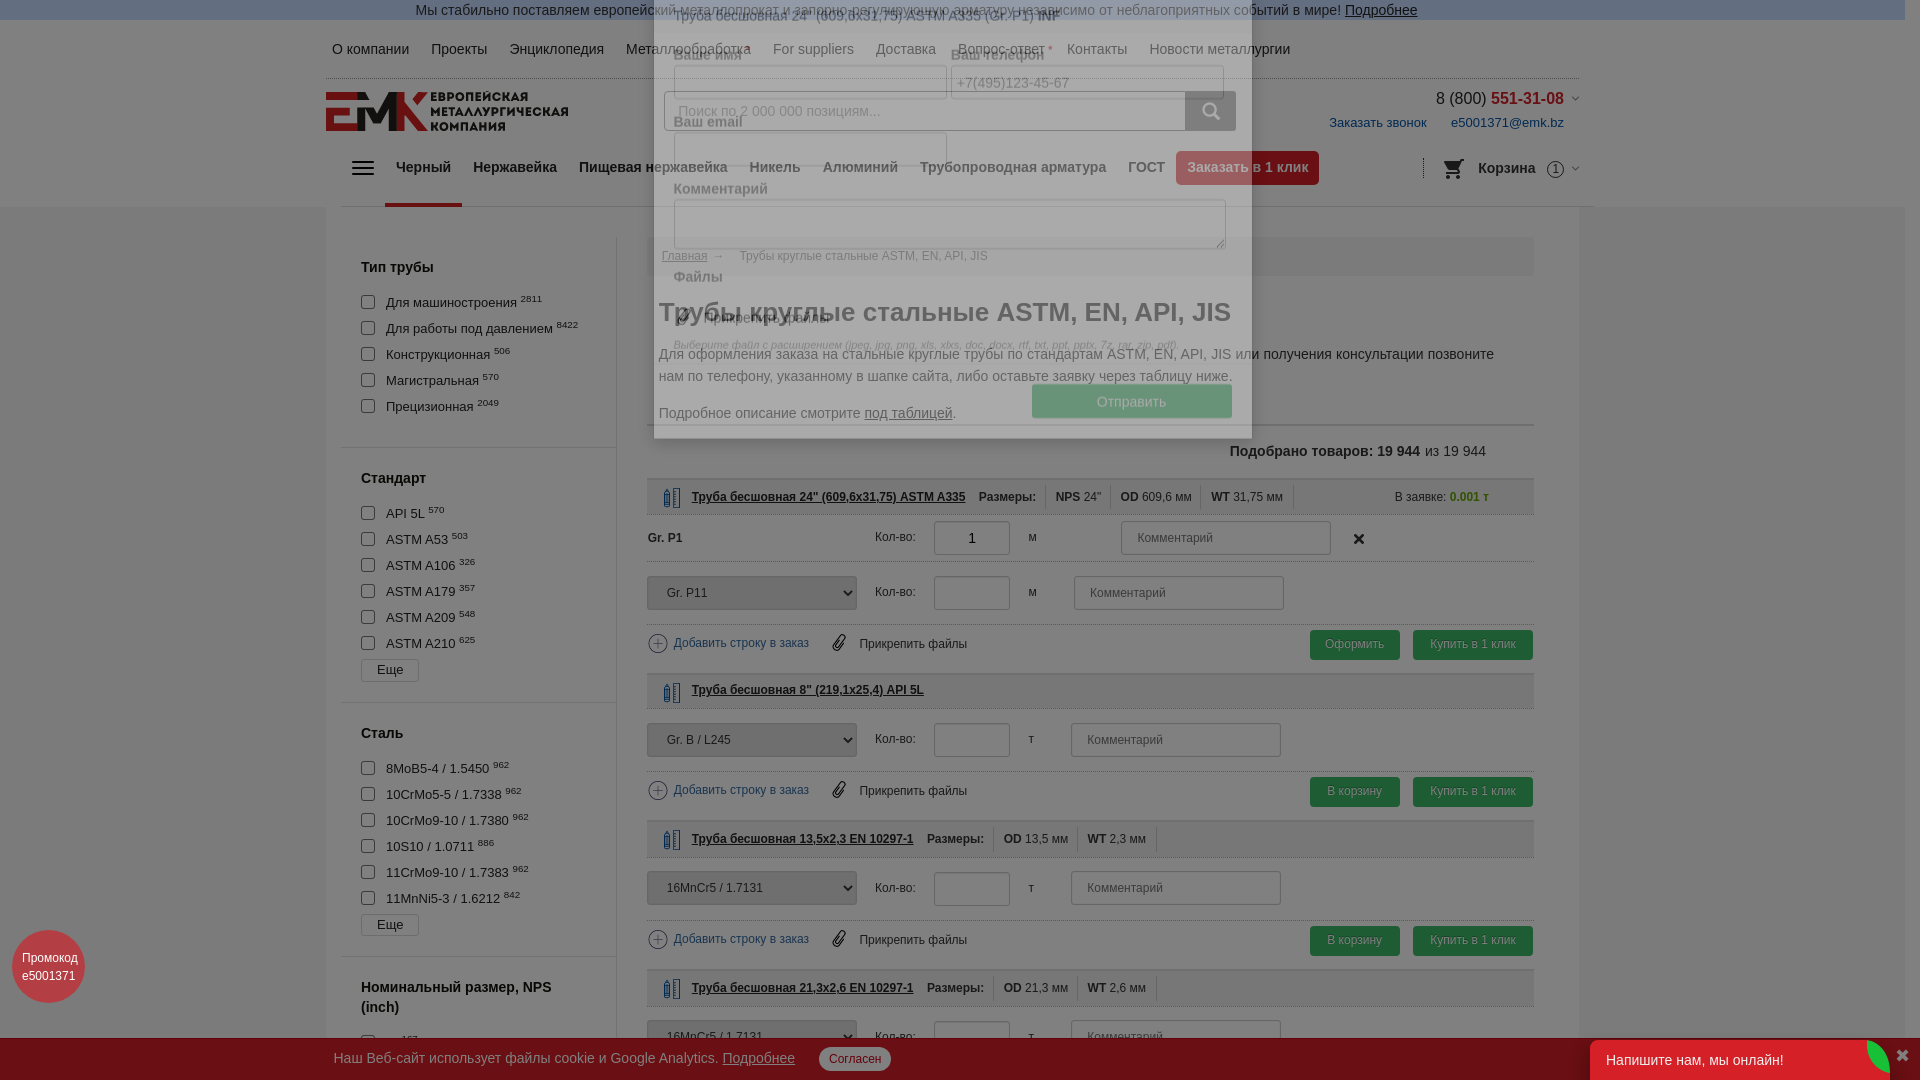 Мы стабильно поставляем европейский металлопрокат и запорно-регулирующую арматуру независимо от неблагоприятных событий в мире! Подробнее
Труба бесшовная 24" (609,6x31,75) ASTM A335 (Gr. P1) INF
О компании Проекты Энциклопедия Металлообработка For suppliers Доставка Вопрос-ответ Контакты Новости металлургии
Ваше имя * Ваш телефон *
+7(495)123-45-67
ЕМК ЕВРОПЕЙСКАЯ МЕТАЛЛУРГИЧЕСКАЯ КОМПАНИЯ
Поиск по 2 000 000 позициям...
8 (800) 551-31-08
Заказать звонок e5001371@emk.bz
Ваш email
Черный Нержавейка Пищевая нержавейка Никель Алюминий Трубопроводная арматура ГОСТ Заказать в 1 клик Корзина 1
Комментарий
Главная → Трубы круглые стальные ASTM, EN, API, JIS
Файлы
Прикрепить файлы
Выберите файл с расширением (jpeg, jpg, png, xls, xlxs, doc, docx, rtf, txt, ppt, pptx, 7z, rar, zip, pdf).
Отправить
Тип трубы
Для машиностроения 2811
Для работы под давлением 8422
Конструкционная 506
Магистральная 570
Прецизионная 2049
Стандарт
API 5L 570
ASTM A53 503
ASTM A106 326
ASTM A179 357
ASTM A209 548
ASTM A210 625
Еще
Сталь
8MoB5-4 / 1.5450 962
10CrMo5-5 / 1.7338 962
10CrMo9-10 / 1.7380 962
10S10 / 1.0711 886
11CrMo9-10 / 1.7383 962
11MnNi5-3 / 1.6212 842
Еще
Номинальный размер, NPS
(inch)
Трубы круглые стальные ASTM, EN, API, JIS
Для оформления заказа на стальные круглые трубы по стандартам ASTM, EN, API, JIS или получения консультации позвоните
нам по телефону, указанному в шапке сайта, либо оставьте заявку через таблицу ниже.
Подробное описание смотрите под таблицей.
Подобрано товаров: 19 944 из 19 944
Труба бесшовная 24" (609,6x31,75) ASTM A335 Размеры: NPS 24" OD 609,6 мм WT 31,75 мм В заявке: 0.001 т
Gr. P1 Кол-во: 1 м Комментарий ×
Gr. P11 Кол-во: м Комментарий
Добавить строку в заказ Прикрепить файлы Оформить Купить в 1 клик
Труба бесшовная 8" (219,1x25,4) API 5L
Gr. B / L245 Кол-во: т Комментарий
Добавить строку в заказ Прикрепить файлы В корзину Купить в 1 клик
Труба бесшовная 13,5x2,3 EN 10297-1 Размеры: OD 13,5 мм WT 2,3 мм
16MnCr5 / 1.7131 Кол-во: т Комментарий
Добавить строку в заказ Прикрепить файлы В корзину Купить в 1 клик
Труба бесшовная 21,3x2,6 EN 10297-1 Размеры: OD 21,3 мм WT 2,6 мм
16MnCr5 / 1.7131 Кол-во: т Комментарий
Промокод
e5001371
Наш Веб-сайт использует файлы cookie и Google Analytics. Подробнее Согласен
Напишите нам, мы онлайн!